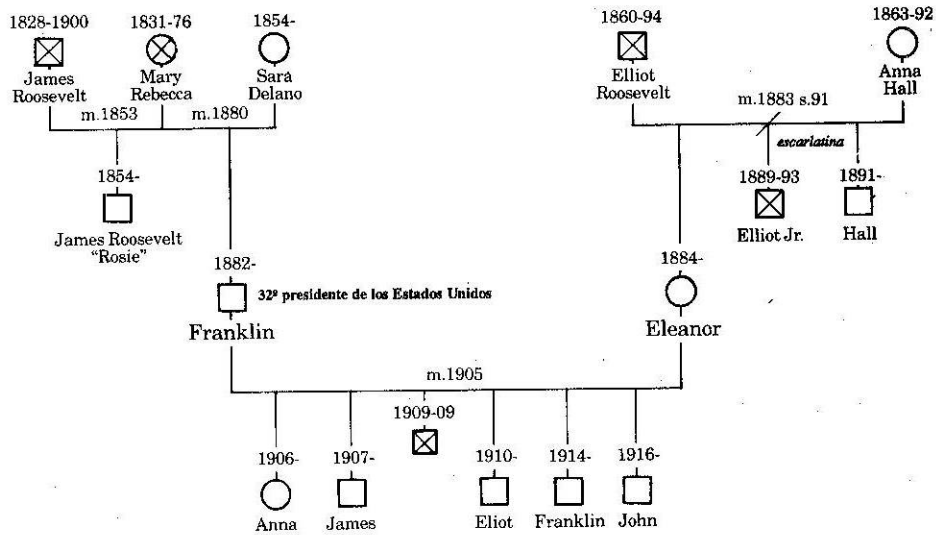 1828-1900
James
Roosevelt
1831-76
Mary
Rebecca
1854-
Sara
Delano
1860-94
Elliot
Roosevelt
1863-92
Anna
Hall
m.1853
m.1880
m.1883 s.91
escarlatina
1854-
James Roosevelt
"Rosie"
1889-93
Elliot Jr.
1891-
Hall
1882-
32º presidente de los Estados Unidos
Franklin
1884-
Eleanor
m.1905
1909-09
1906-
Anna
1907-
James
1910-
Eliot
1914-
Franklin
1916-
John